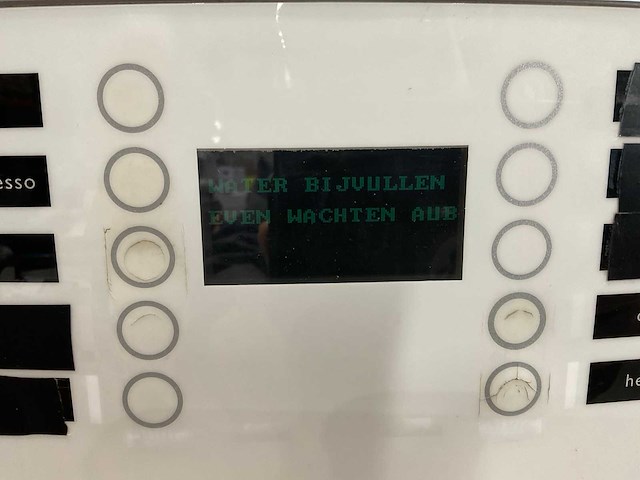 WATER BIJVULLEN
EVEN WACHTEN AUB
esso
he